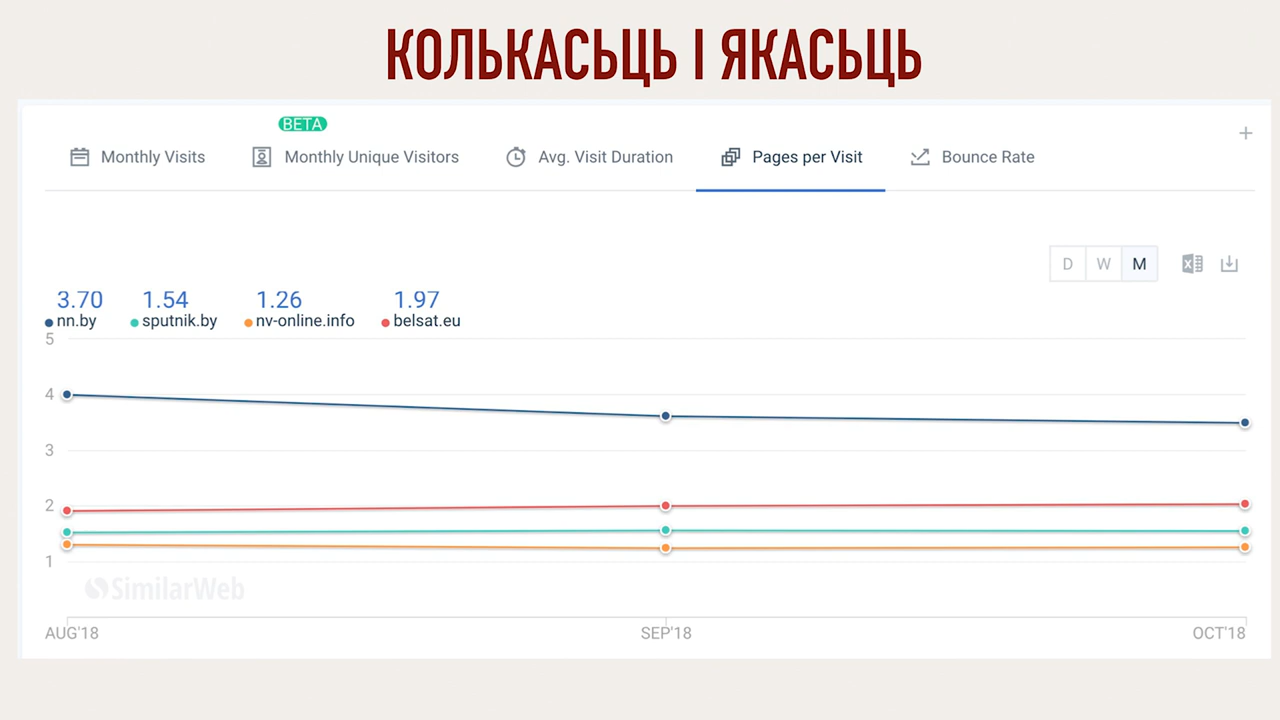 КОЛЬКАСЬЦЬ І ЯКАСЬЦЬ
BETA
Monthly Visits Monthly Unique Visitors Avg. Visit Duration Pages per Visit Bounce Rate
D W M
3.70 1.54 1.26 1.97
nn.by sputnik.by nv-online.info belsat.eu
5
4
3
2
1
SimilarWeb
AUG'18 SEP'18 OCT'18